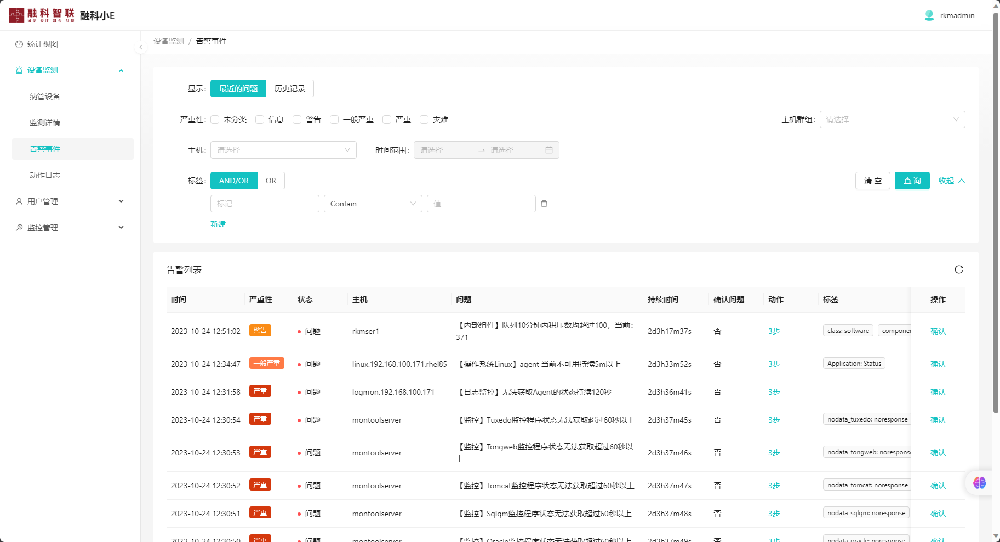 融科智联
诚信 专注 融合 创新
融科小E
rkmadmin
统计视图
设备监测
纳管设备
监测详情
告警事件
动作日志
用户管理
监控管理
设备监测 / 告警事件
显示: 最近的问题 历史记录
严重性: 未分类 信息 警告 一般严重 严重 灾难 主机群组: 请选择
主机: 请选择 时间范围: 请选择 → 请选择
标签: AND/OR OR 清 空 查 询 收起
标记 Contain 值
新建
告警列表
时间 严重性 状态 主机 问题 持续时间 确认问题 动作 标签 操作
2023-10-24 12:51:02 警告 问题 rkmser1 【内部组件】队列10分钟内积压数均超过100，当前:
371 2d3h17m37s 否 3步 class: software componen 确认
2023-10-24 12:34:47 一般严重 问题 linux.192.168.100.171.rhel85 【操作系统Linux】agent 当前不可用持续5m以上 2d3h33m52s 否 3步 Application: Status 确认
2023-10-24 12:31:58 严重 问题 logmon.192.168.100.171 【日志监控】无法获取Agent的状态持续120秒 2d3h36m41s 否 3步 - 确认
2023-10-24 12:30:54 严重 问题 montoolserver 【监控】Tuxedo监控程序状态无法获取超过60秒以上 2d3h37m45s 否 3步 nodata_tuxedo: noresponse 确认
2023-10-24 12:30:53 严重 问题 montoolserver 【监控】Tongweb监控程序状态无法获取超过60秒以
上 2d3h37m46s 否 3步 nodata_tongweb: noresponse 确认
2023-10-24 12:30:52 严重 问题 montoolserver 【监控】Tomcat监控程序状态无法获取超过60秒以上 2d3h37m47s 否 3步 nodata_tomcat: noresponse 确认
2023-10-24 12:30:51 严重 问题 montoolserver 【监控】Sqlqm监控程序状态无法获取超过60秒以上 2d3h37m48s 否 3步 nodata_sqlqm: noresponse 确认
2023-10-24 12:30:50 严重 问题 montoolserver 【监控】Oracle监控程序状态无法获取超过60秒以上 2d3h37m49s 否 3步 nodata_oracle: noresponse 确认